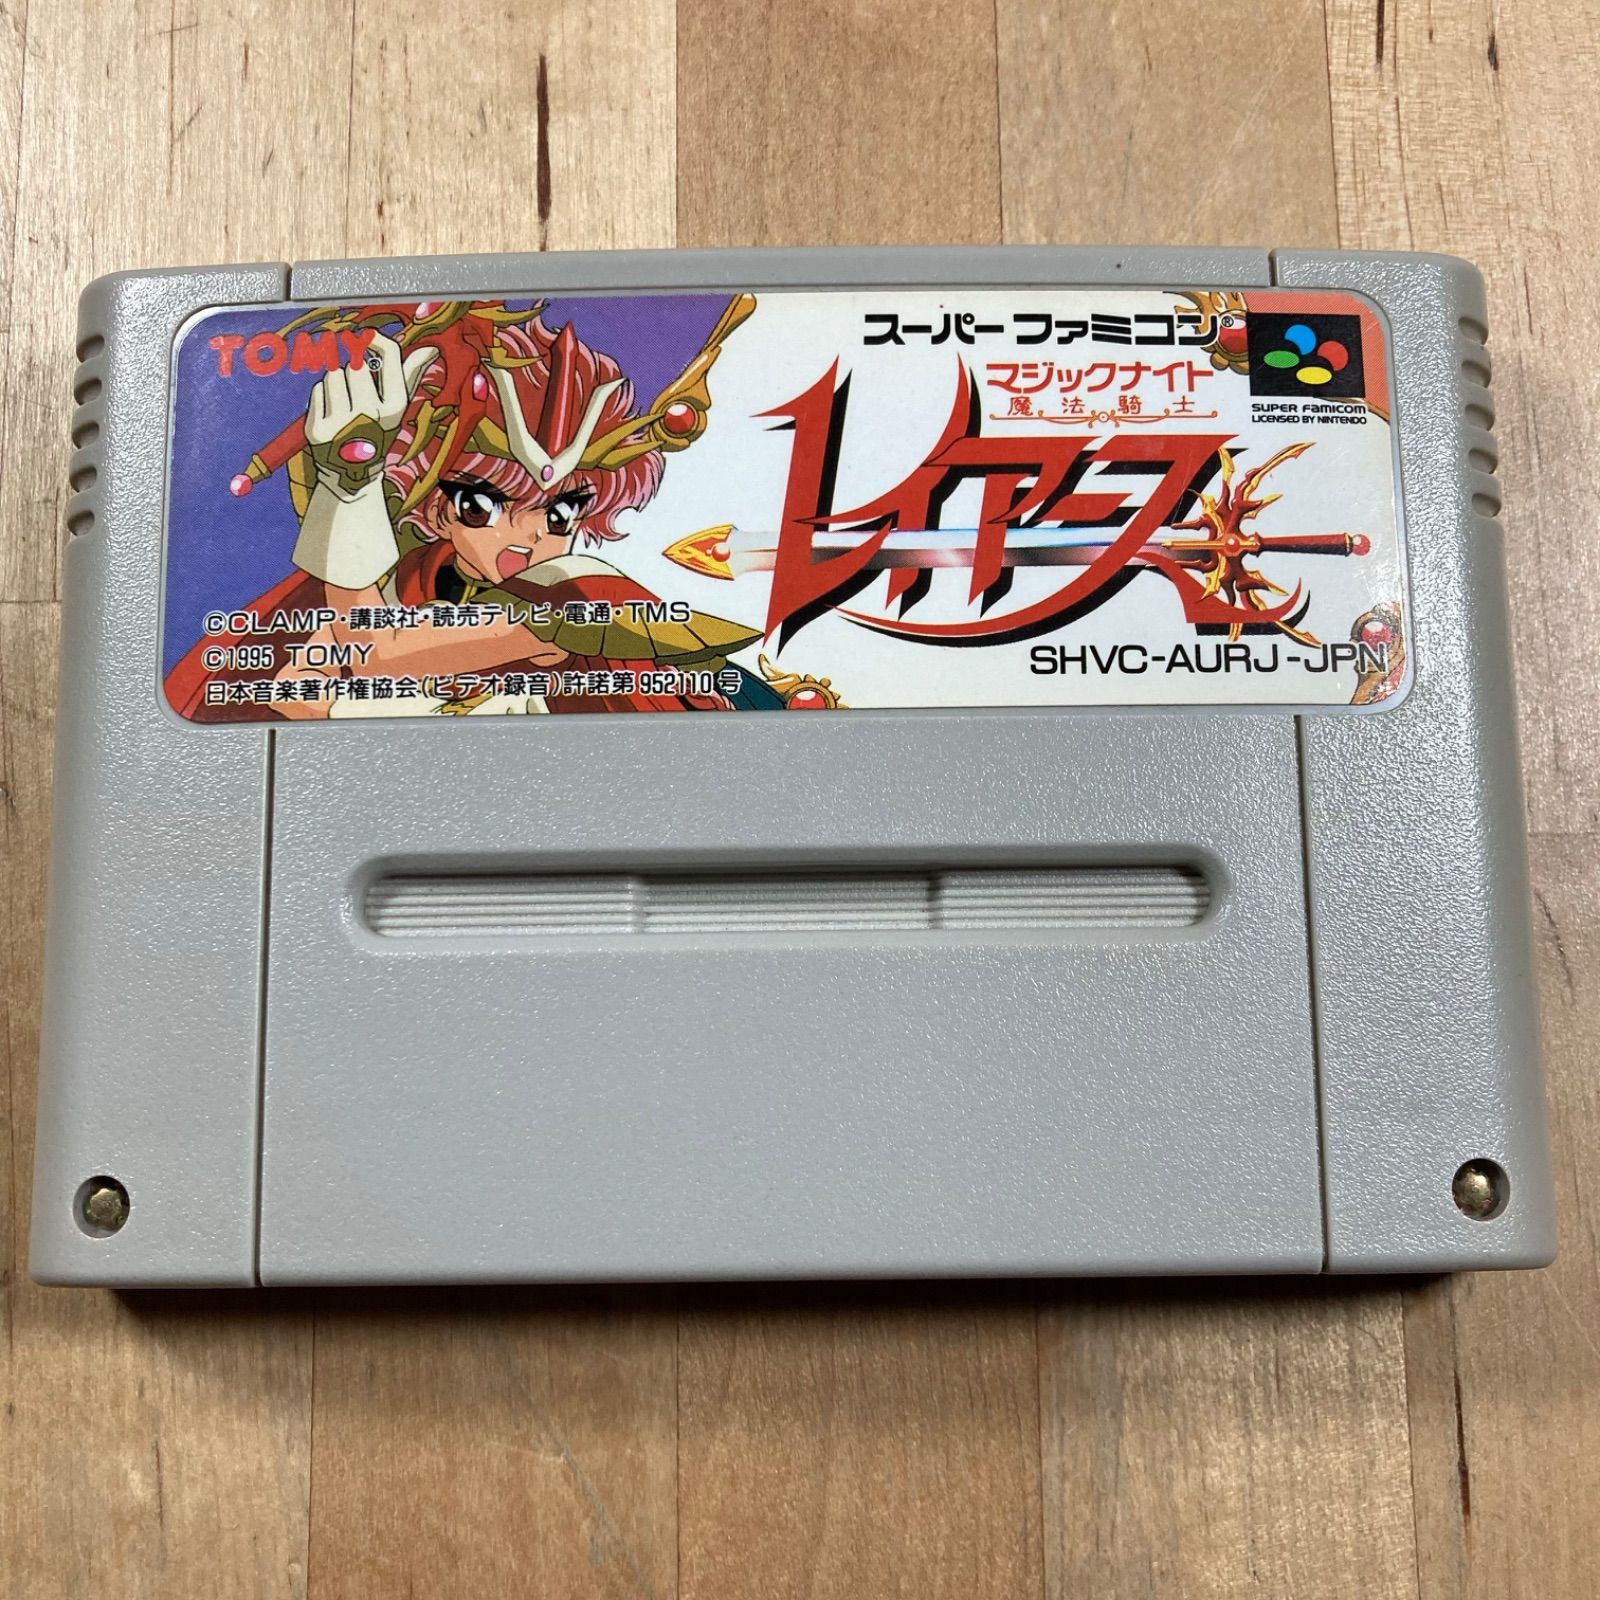 TOMY®
スーパーファミコン®
マジックナイト
魔法騎士
レイアース
SUPER FAMICOM
LICENSED BY NINTENDO
©CLAMP・講談社・読売テレビ・電通・TMS
©1995 TOMY
日本音楽著作権協会(ビデオ録音)許諾第952110号
SHVC-AURJ-JPN